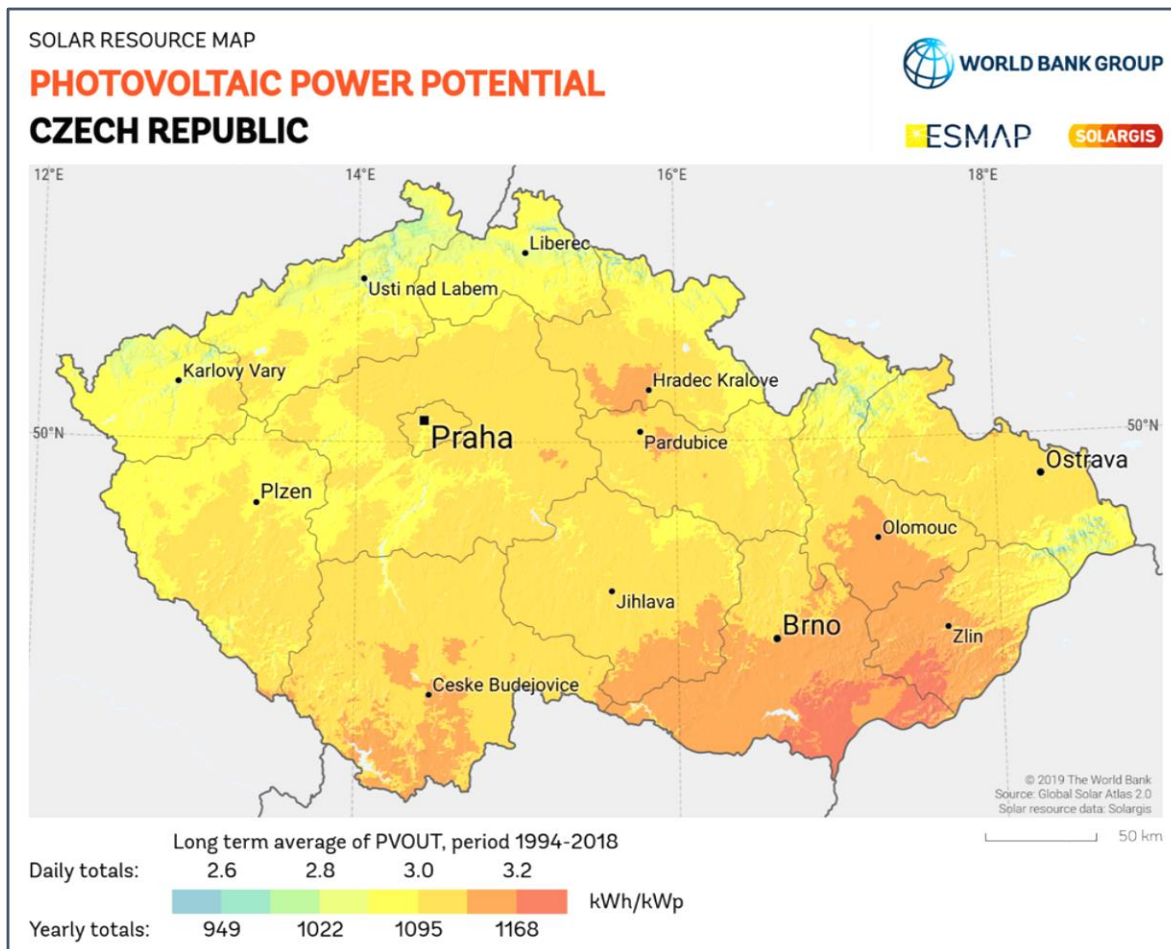 SOLAR RESOURCE MAP
PHOTOVOLTAIC POWER POTENTIAL
CZECH REPUBLIC
WORLD BANK GROUP
ESMAP
SOLARGIS
12°E 14°E 16°E 18°E
Liberec
Usti nad Labem
Karlovy Vary
Hradec Kralove
50°N Praha Pardubice 50°N
Ostrava
Plzen
Olomouc
Jihlava
Brno
Zlin
Ceske Budejovice
© 2019 The World Bank
Source: Global Solar Atlas 2.0
Solar resource data: Solargis
50 km
Long term average of PVOUT, period 1994-2018
Daily totals: 2.6 2.8 3.0 3.2
kWh/kWp
Yearly totals: 949 1022 1095 1168